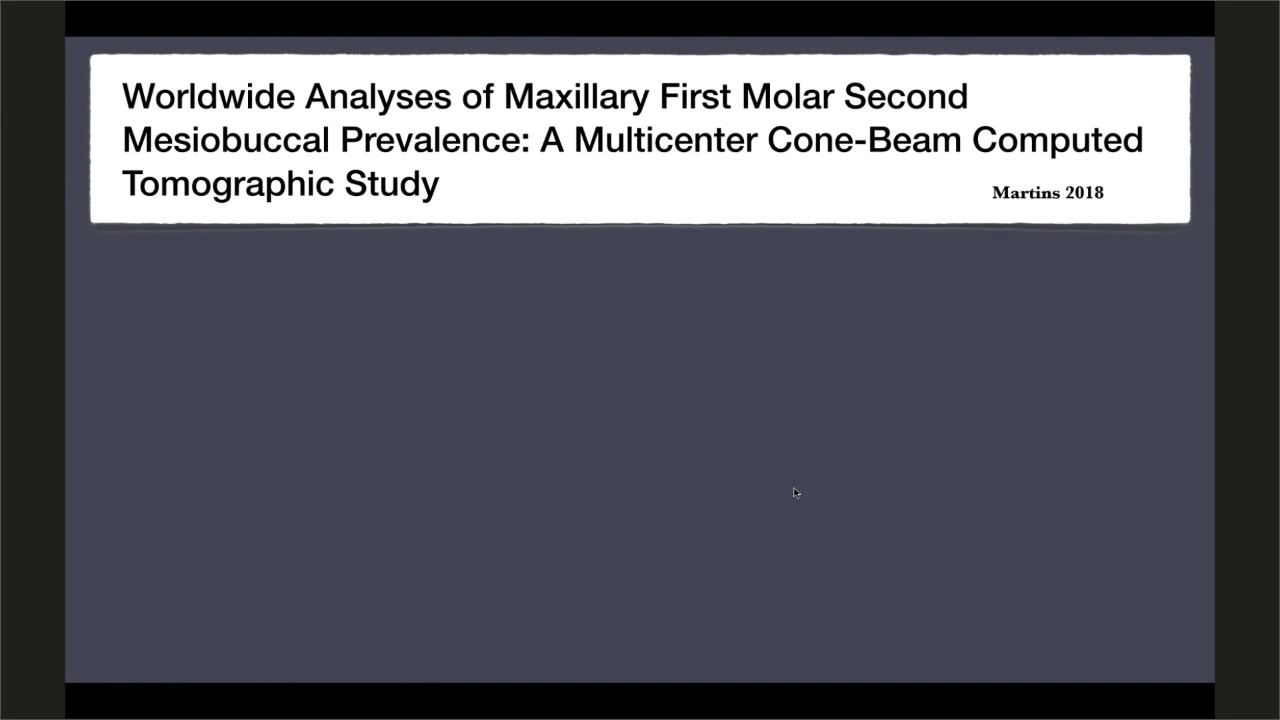 Worldwide Analyses of Maxillary First Molar Second
Mesiobuccal Prevalence: A Multicenter Cone-Beam Computed
Tomographic Study
Martins 2018